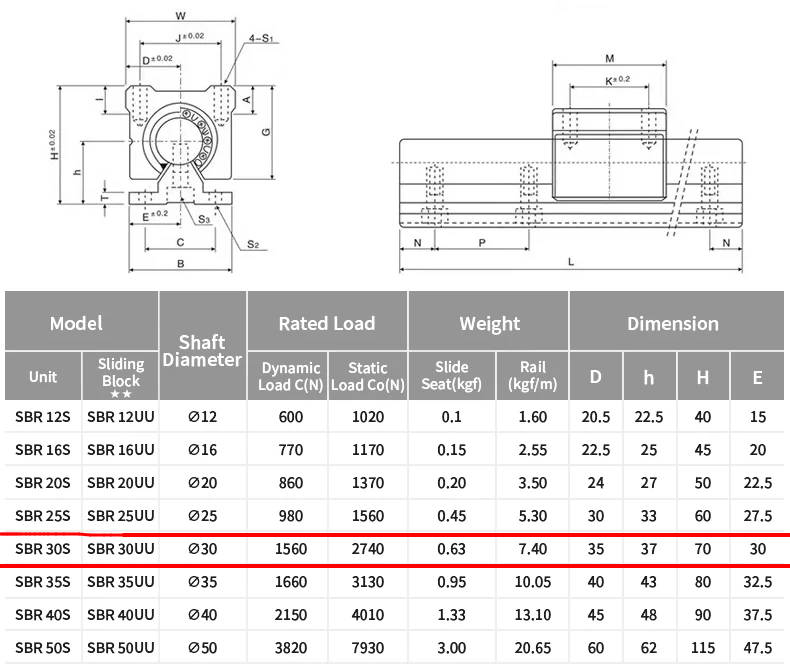 W
J±0.02
4-S1
D±0.02
I
A
H±0.02
h
G
T
E±0.2
S3
S2
C
B
M
K±0.2
N
P
N
L
Model
Shaft Diameter
Rated Load
Weight
Dimension
Unit
Sliding Block ★★
Dynamic Load C(N)
Static Load Co(N)
Slide Seat(kgf)
Rail (kgf/m)
D
h
H
E
SBR 12S SBR 12UU ∅12 600 1020 0.1 1.60 20.5 22.5 40 15
SBR 16S SBR 16UU ∅16 770 1170 0.15 2.55 22.5 25 45 20
SBR 20S SBR 20UU ∅20 860 1370 0.20 3.50 24 27 50 22.5
SBR 25S SBR 25UU ∅25 980 1560 0.45 5.30 30 33 60 27.5
SBR 30S SBR 30UU ∅30 1560 2740 0.63 7.40 35 37 70 30
SBR 35S SBR 35UU ∅35 1660 3130 0.95 10.05 40 43 80 32.5
SBR 40S SBR 40UU ∅40 2150 4010 1.33 13.10 45 48 90 37.5
SBR 50S SBR 50UU ∅50 3820 7930 3.00 20.65 60 62 115 47.5